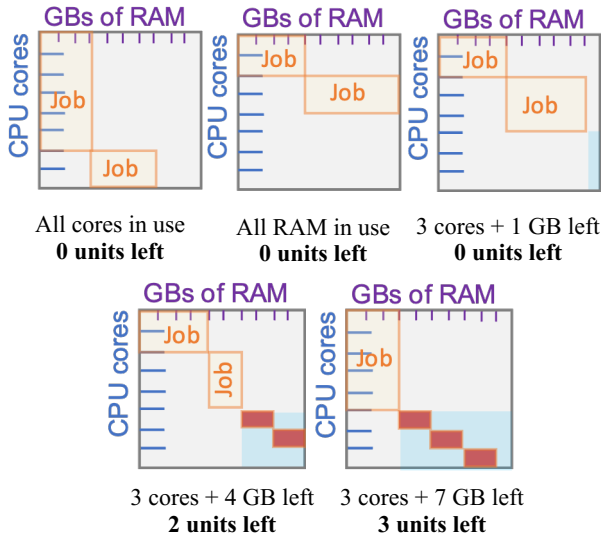 GBs of RAM
GBs of RAM
GBs of RAM
CPU cores
Job
Job
CPU cores
Job
Job
CPU cores
Job
Job
All cores in use
0 units left
All RAM in use
0 units left
3 cores + 1 GB left
0 units left
GBs of RAM
GBs of RAM
CPU cores
Job
Job
CPU cores
Job
3 cores + 4 GB left
2 units left
3 cores + 7 GB left
3 units left